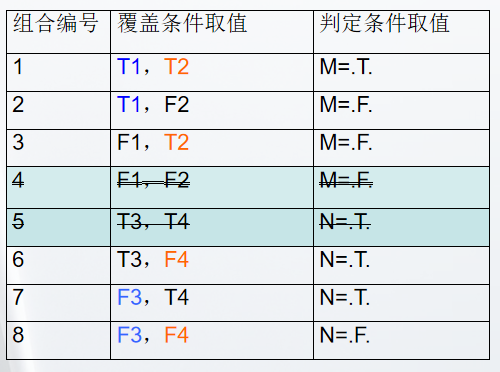 组合编号 覆盖条件取值 判定条件取值
1 T1，T2 M=.T.
2 T1，F2 M=.F.
3 F1，T2 M=.F.
4 F1，F2 M=.F.
5 T3，T4 N=.T.
6 T3，F4 N=.T.
7 F3，T4 N=.T.
8 F3，F4 N=.F.